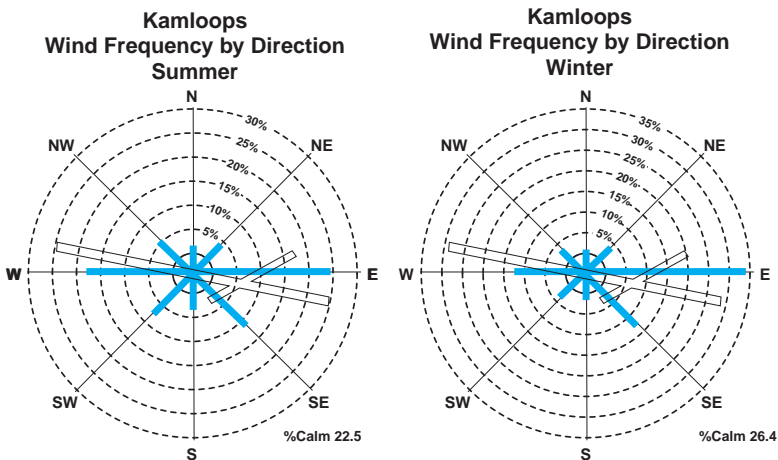 Kamloops
Wind Frequency by Direction
Summer
N
30%
25%
20%
15%
10%
5%
NW
NE
W
E
SW
SE
S
%Calm 22.5
Kamloops
Wind Frequency by Direction
Winter
N
35%
30%
25%
20%
15%
10%
5%
NW
NE
W
E
SW
SE
S
%Calm 26.4